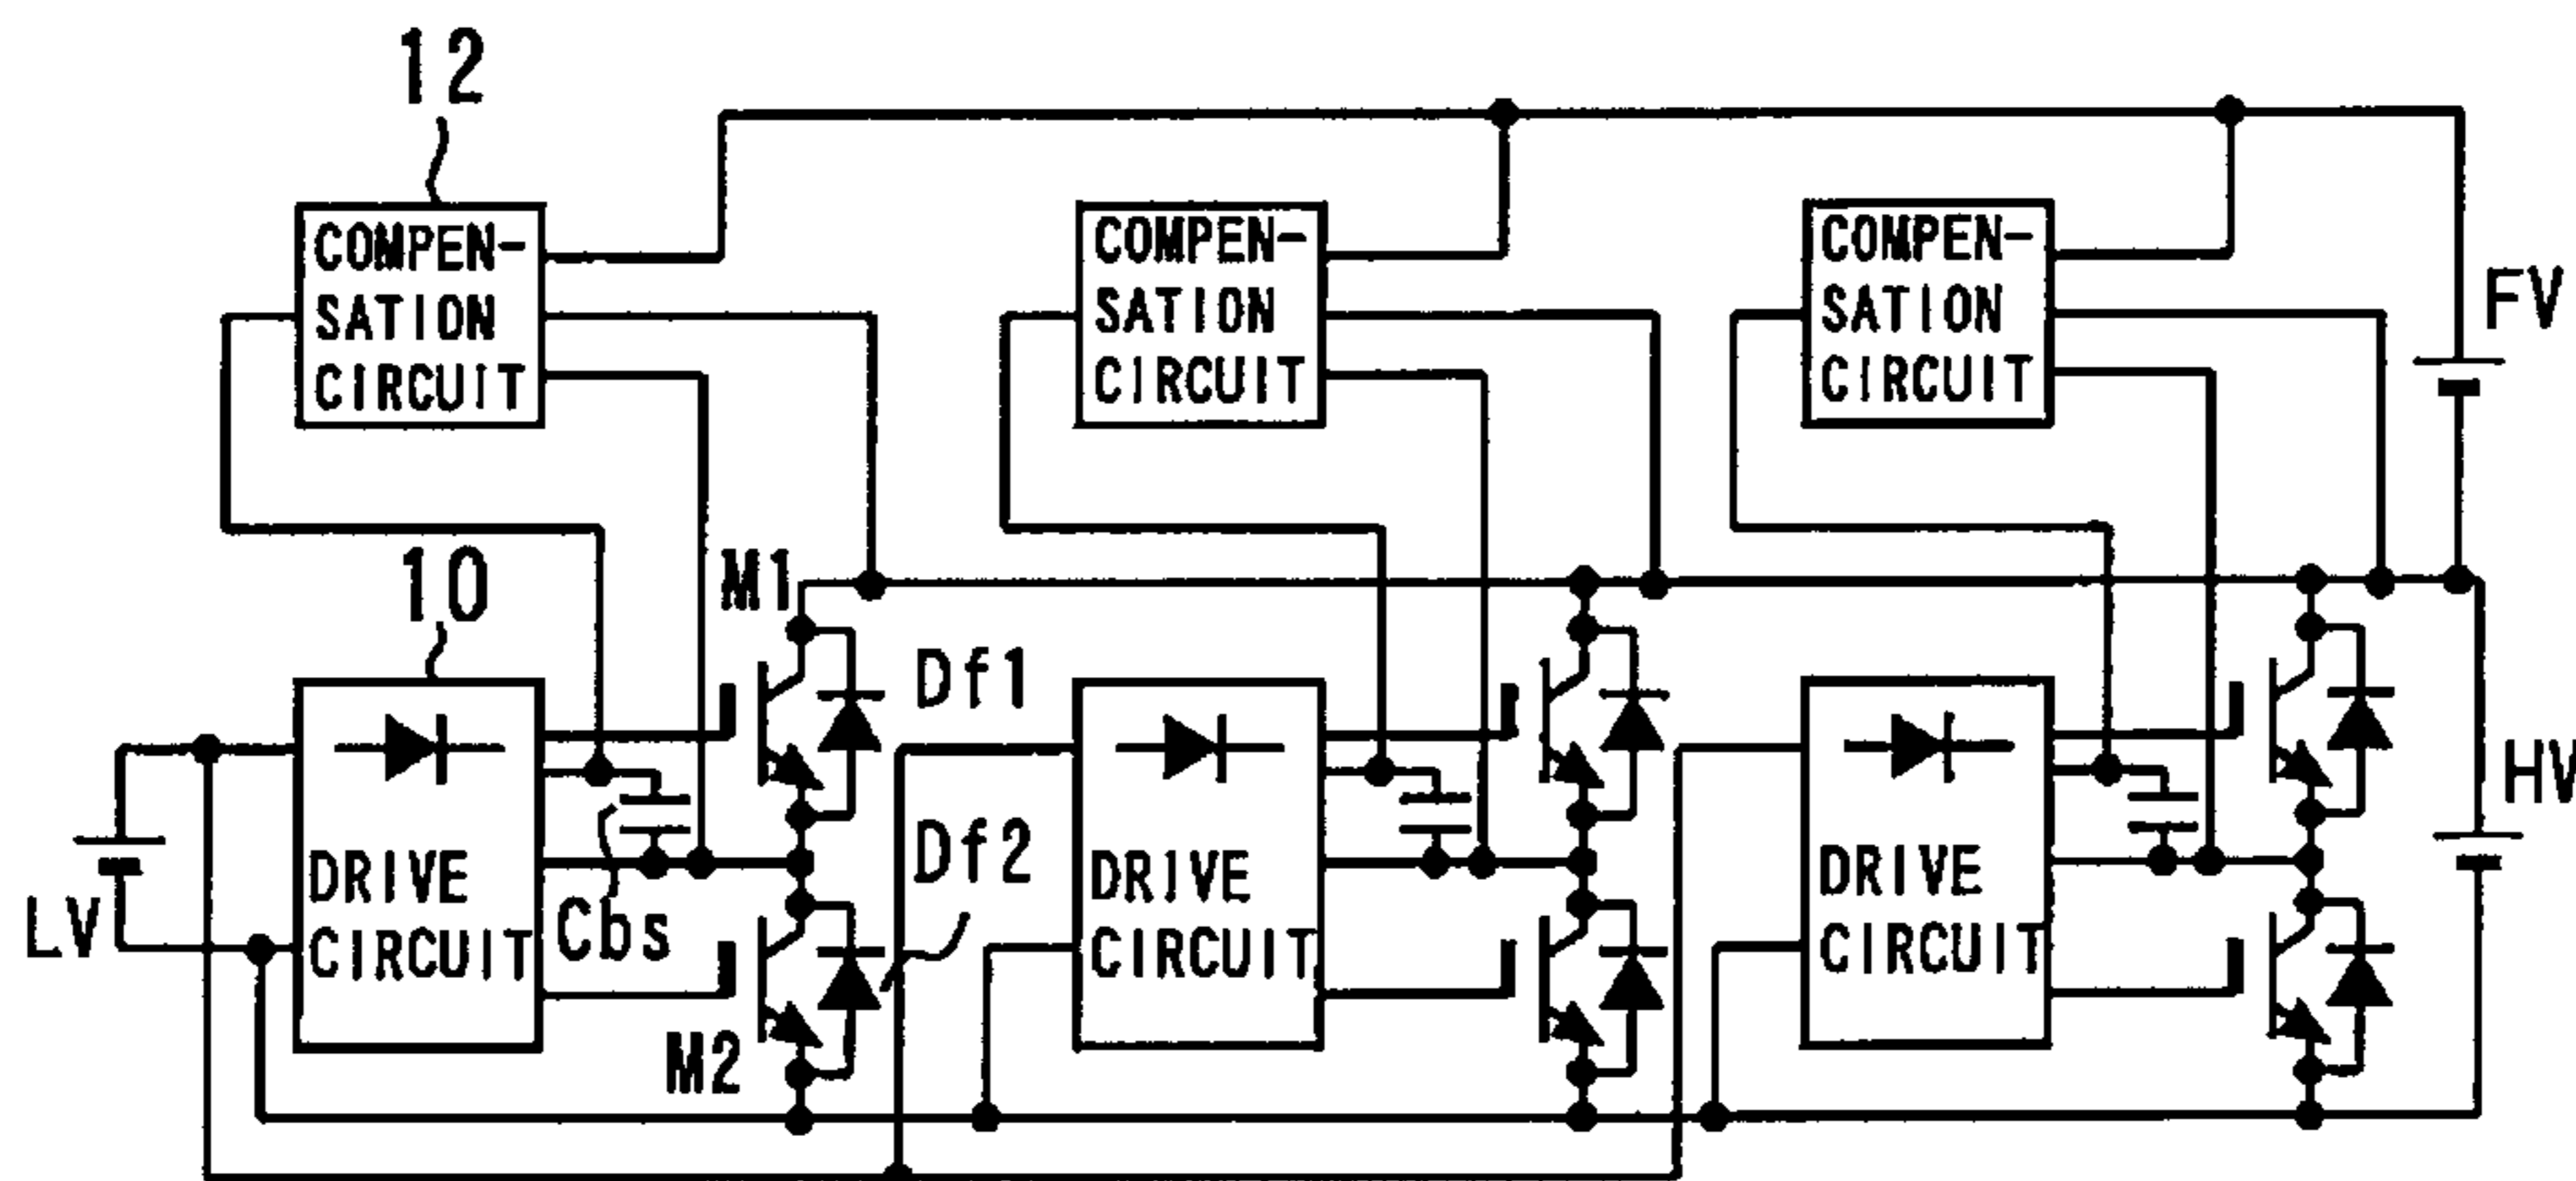 12
COMPEN-
SATION
CIRCUIT
COMPEN-
SATION
CIRCUIT
COMPEN-
SATION
CIRCUIT
FV
10
M1
Df1
HV
LV
DRIVE
CIRCUIT
Cbs
Df2
M2
DRIVE
CIRCUIT
DRIVE
CIRCUIT